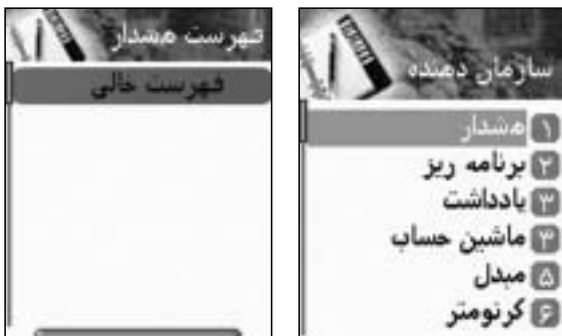 سازمان دهنده
۱ هشدار
۲ برنامه ریز
۳ یادداشت
۴ ماشین حساب
۵ مبدل
۶ کرنومتر
فهرست هشدار
فهرست خالی